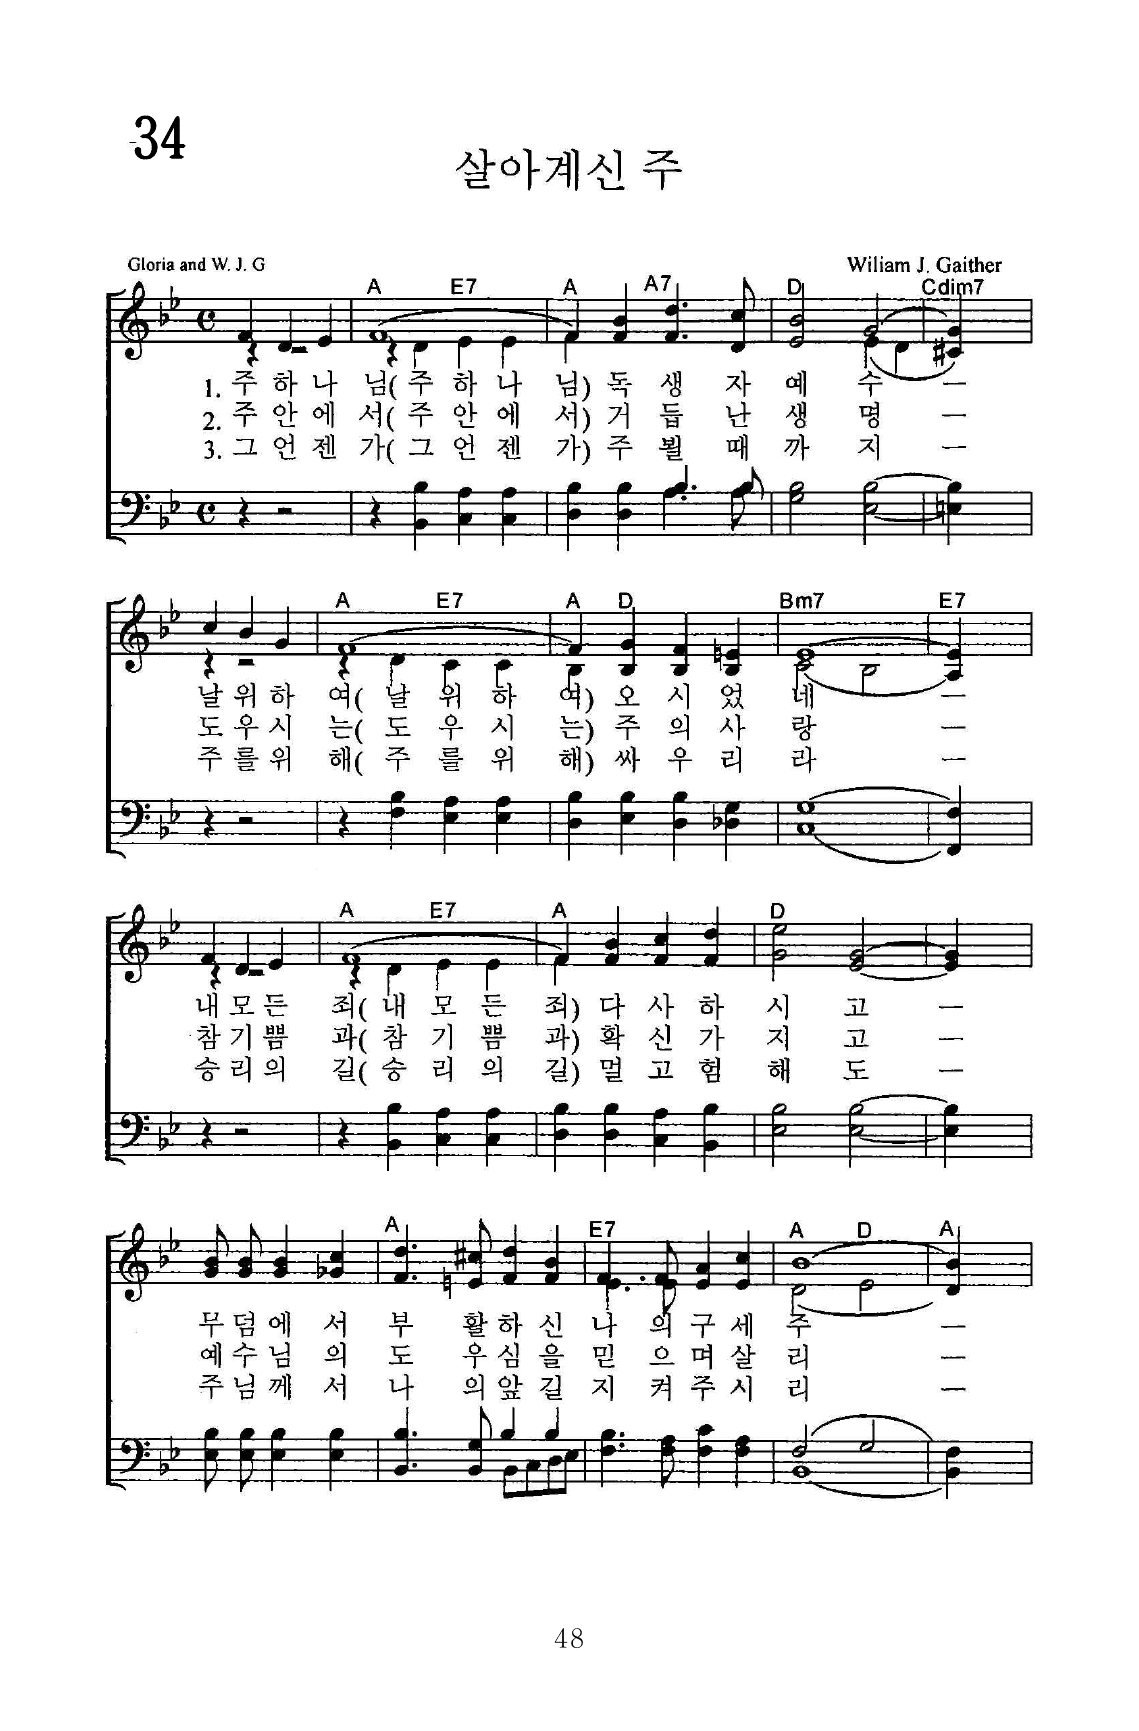 34
살아계신 주
Gloria and W. J. G
Wiliam J. Gaither
A E7 A A7 D Cdim7
1. 주 하 나 님( 주 하 나 님) 독 생 자 예 수 ―
2. 주 안 에 서( 주 안 에 서) 거 듭 난 생 명 ―
3. 그 언 젠 가( 그 언 젠 가) 주 뵐 때 까 지 ―
A E7 A D Bm7 E7
날 위 하 여( 날 위 하 여) 오 시 었 네 ―
도 우 시 는( 도 우 시 는) 주 의 사 랑 ―
주 를 위 해( 주 를 위 해) 싸 우 리 라 ―
A E7 A D
내 모 든 죄( 내 모 든 죄) 다 사 하 시 고 ―
참 기 쁨 과( 참 기 쁨 과) 확 신 가 지 고 ―
승 리 의 길( 승 리 의 길) 멀 고 험 해 도 ―
A E7 A D A
무 덤 에 서 부 활 하 신 나 의 구 세 주 ―
예 수 님 의 도 우 심 을 믿 으 며 살 리 ―
주 님 께 서 나 의 앞 길 지 켜 주 시 리 ―
48